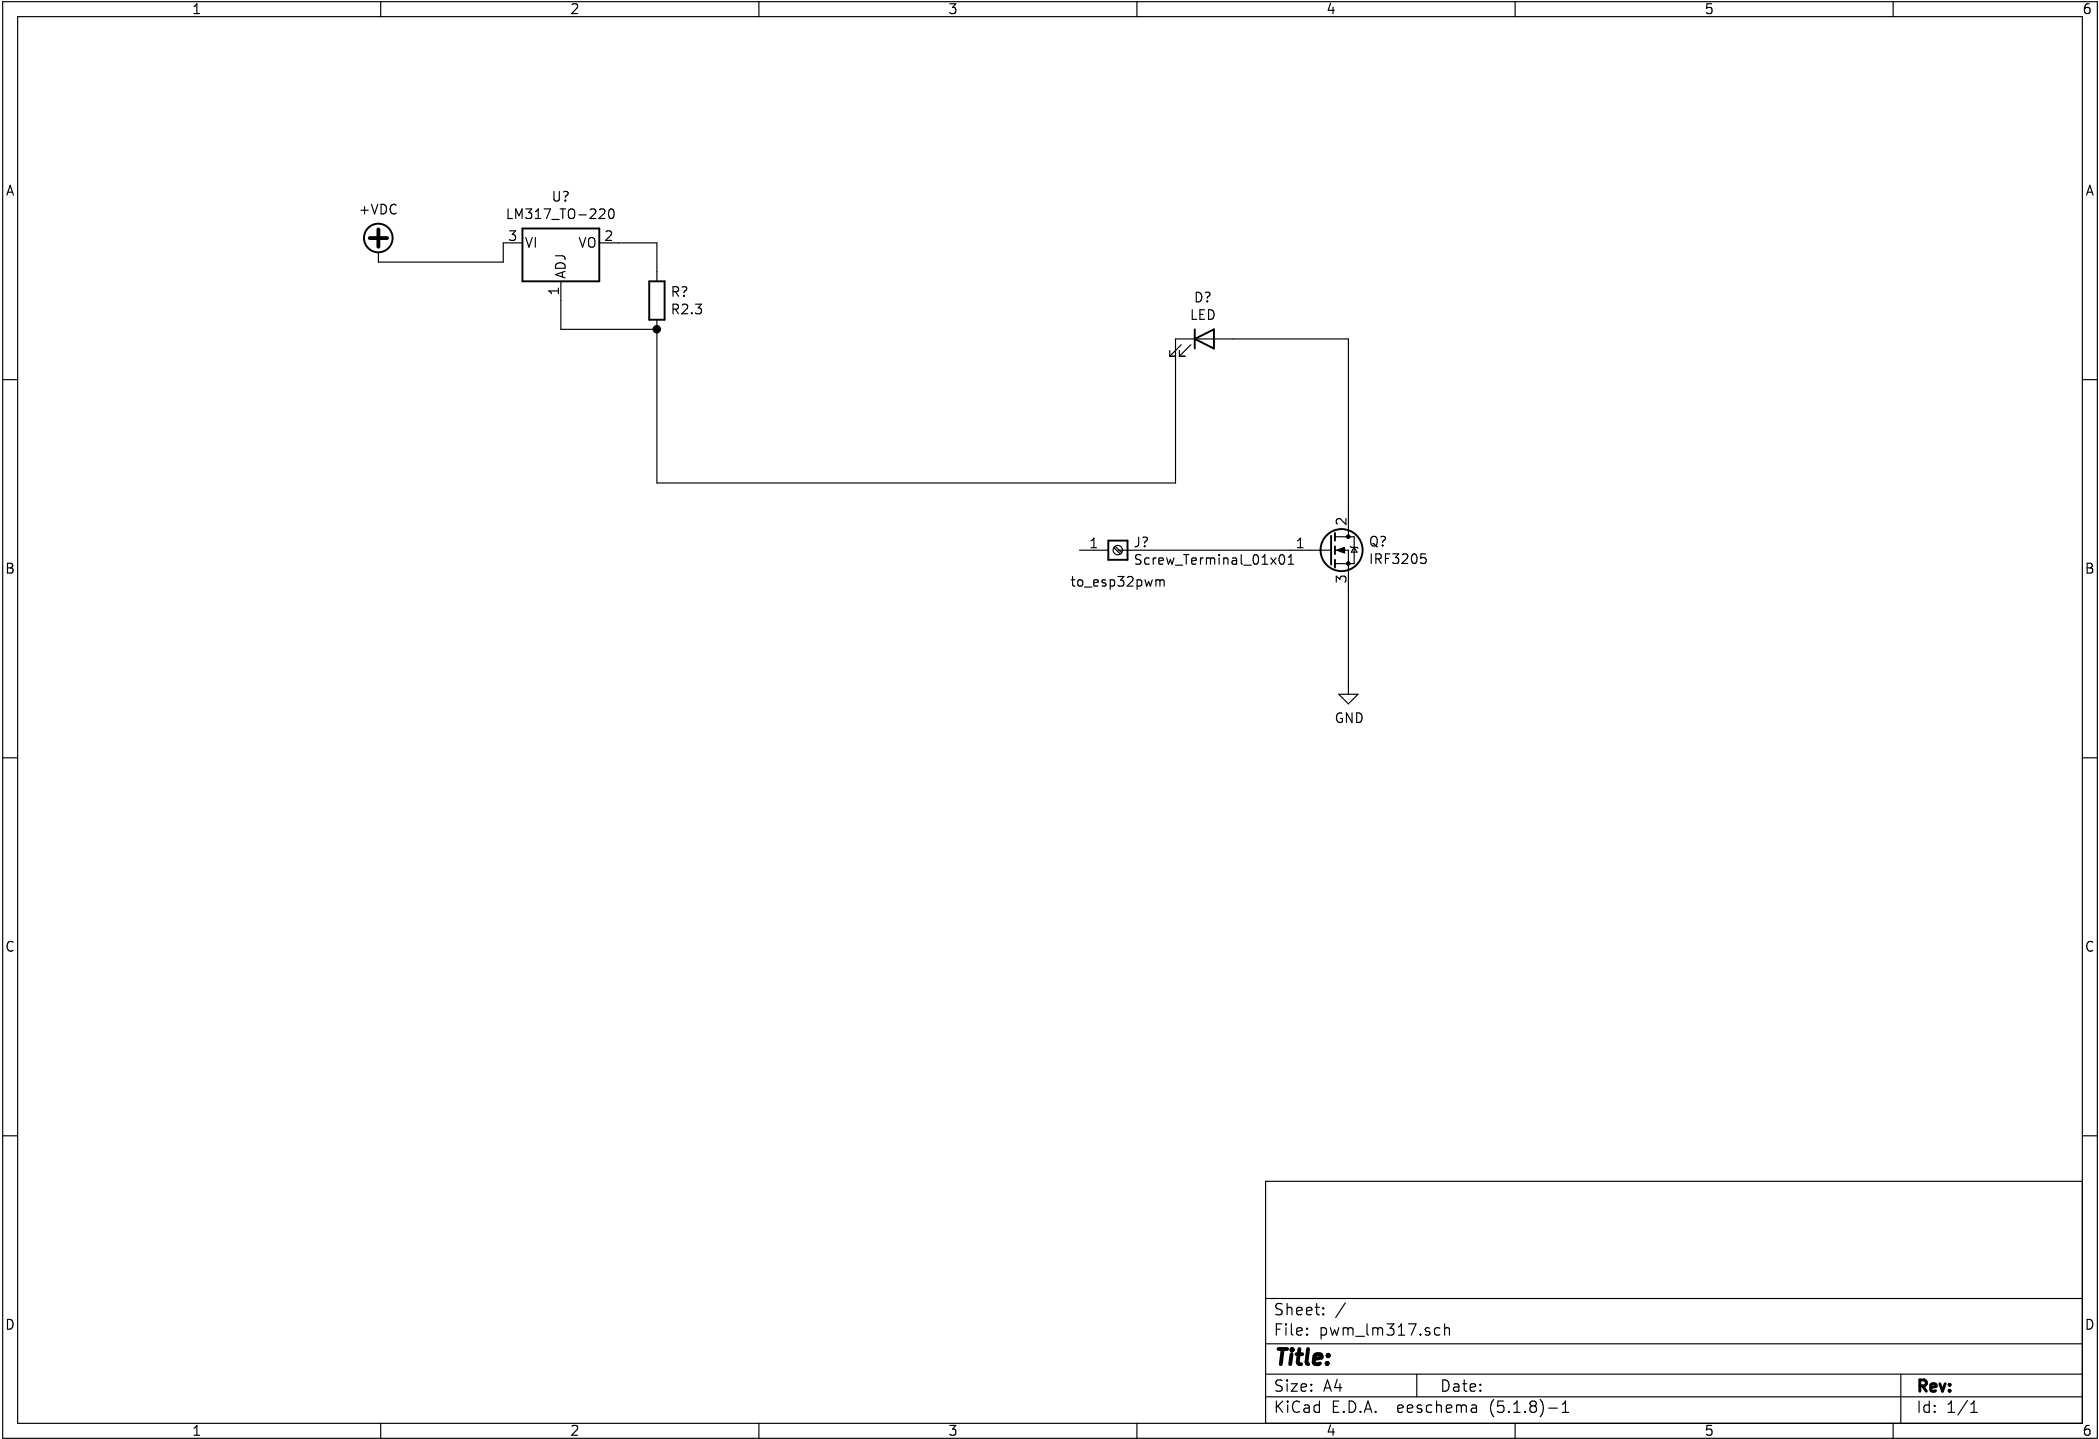 1 2 3 4 5 6
A A
U?
+VDC
LM317_TO-220
3 VI VO 2
ADJ
1
R?
R2.3
D?
LED
2
1 J? 1 Q?
Screw_Terminal_01x01 IRF3205
B B
3
to_esp32pwm
GND
C C
Sheet: /
File: pwm_lm317.sch
D D
Title:
Size: A4 Date: Rev:
KiCad E.D.A. eeschema (5.1.8)-1 Id: 1/1
1 2 3 4 5 6